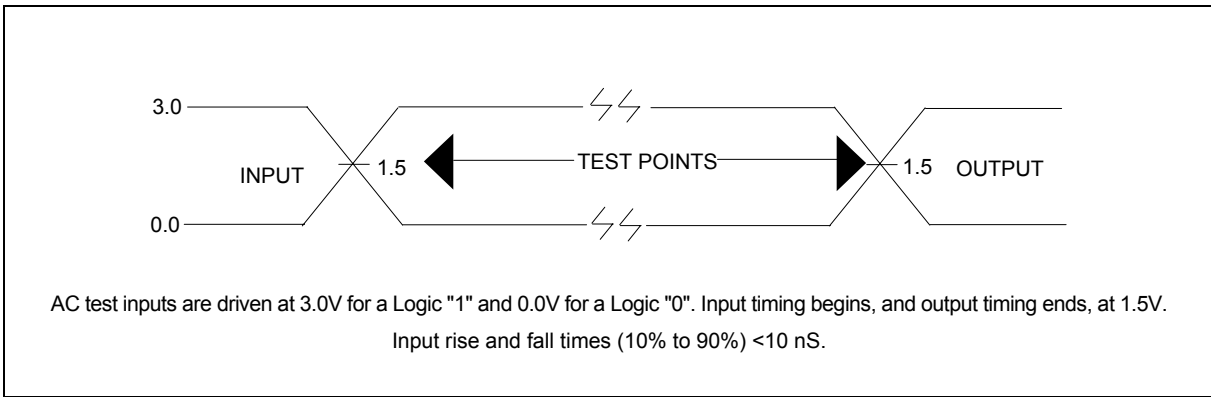 3.0
INPUT
1.5
TEST POINTS
1.5
OUTPUT
0.0
AC test inputs are driven at 3.0V for a Logic "1" and 0.0V for a Logic "0". Input timing begins, and output timing ends, at 1.5V.
Input rise and fall times (10% to 90%) <10 nS.